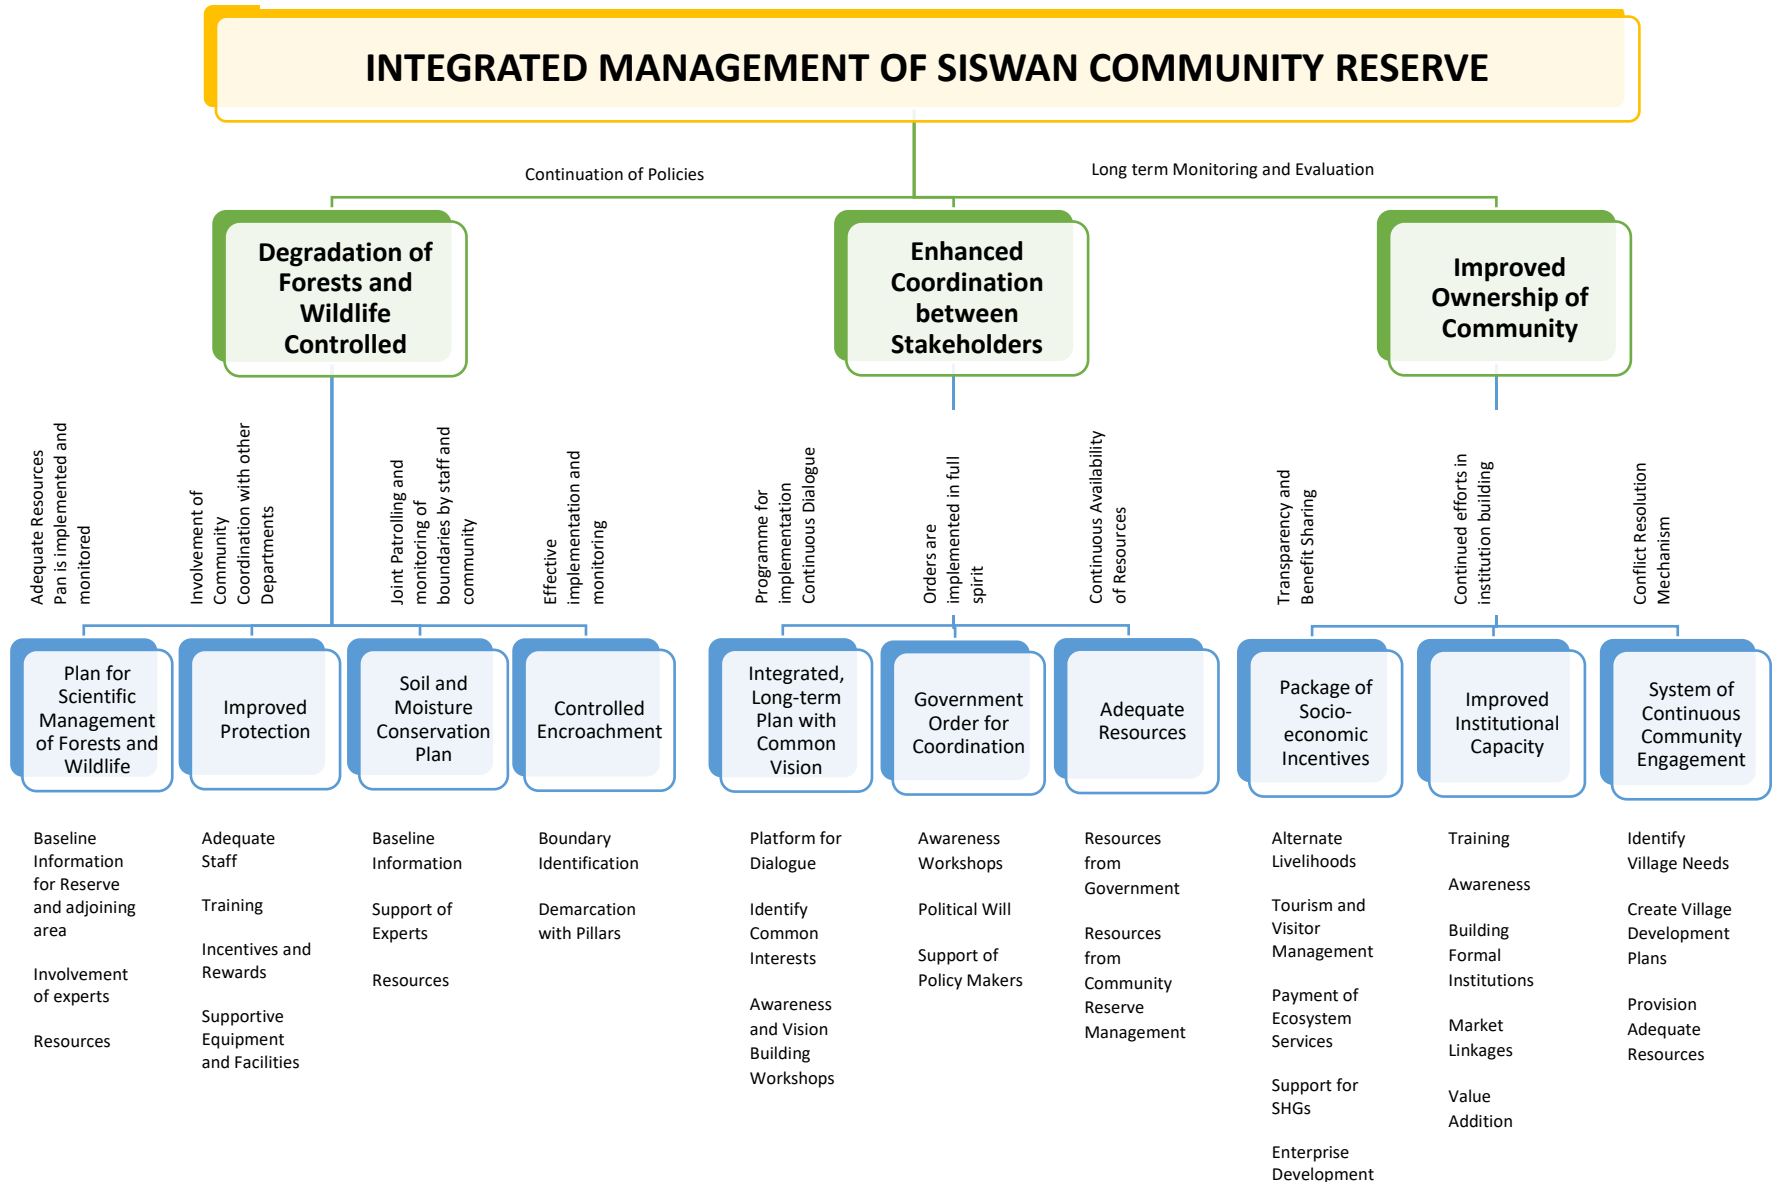 INTEGRATED MANAGEMENT OF SISWAN COMMUNITY RESERVE
Continuation of Policies
Long term Monitoring and Evaluation
Degradation of
Forests and
Wildlife
Controlled
Enhanced
Coordination
between
Stakeholders
Improved
Ownership of
Community
Adequate Resources
Pan is implemented and
monitored
Involvement of
Community
Coordination with other
Departments
Joint Patrolling and
monitoring of
boundaries by staff and
community
Effective
implementation and
monitoring
Programme for
implementation
Continuous Dialogue
Orders are
implemented in full
spirit
Continuous Availability
of Resources
Transparency and
Benefit Sharing
Continued efforts in
institution building
Conflict Resolution
Mechanism
Plan for
Scientific
Management
of Forests and
Wildlife
Improved
Protection
Soil and
Moisture
Conservation
Plan
Controlled
Encroachment
Integrated,
Long-term
Plan with
Common
Vision
Government
Order for
Coordination
Adequate
Resources
Package of
Socio-
economic
Incentives
Improved
Institutional
Capacity
System of
Continuous
Community
Engagement
Baseline
Information
for Reserve
and adjoining
area
Involvement
of experts
Resources
Adequate
Staff
Training
Incentives and
Rewards
Supportive
Equipment
and Facilities
Baseline
Information
Support of
Experts
Resources
Boundary
Identification
Demarcation
with Pillars
Platform for
Dialogue
Identify
Common
Interests
Awareness
and Vision
Building
Workshops
Awareness
Workshops
Political Will
Support of
Policy Makers
Resources
from
Government
Resources
from
Community
Reserve
Management
Alternate
Livelihoods
Tourism and
Visitor
Management
Payment of
Ecosystem
Services
Support for
SHGs
Enterprise
Development
Training
Awareness
Building
Formal
Institutions
Market
Linkages
Value
Addition
Identify
Village Needs
Create Village
Development
Plans
Provision
Adequate
Resources